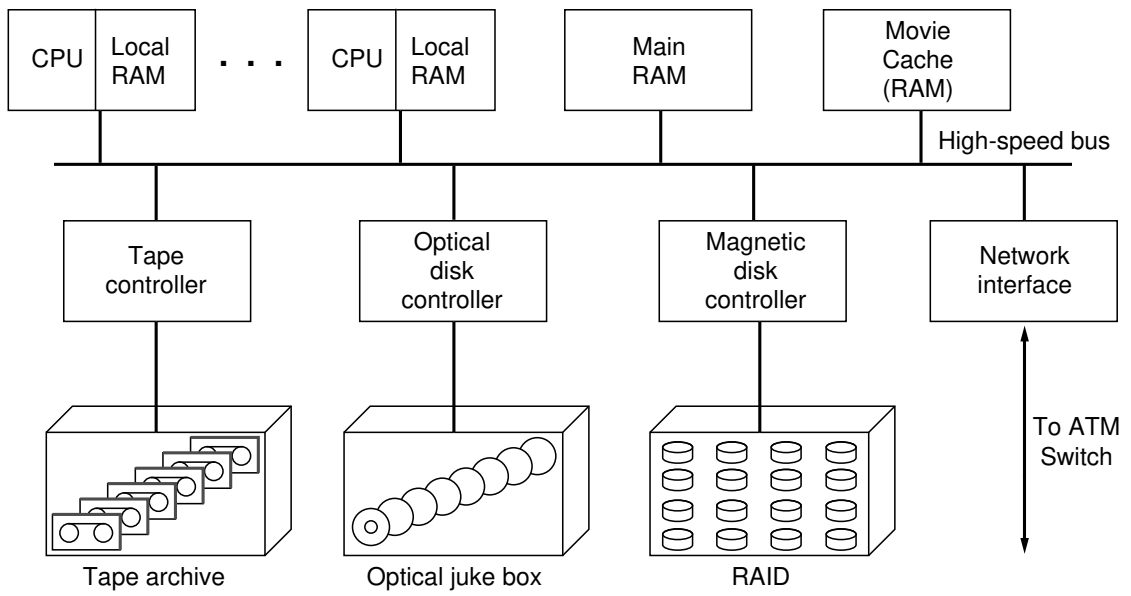 CPU
Local
RAM
. . .
CPU
Local
RAM
Main
RAM
Movie
Cache
(RAM)
High-speed bus
Tape
controller
Optical
disk
controller
Magnetic
disk
controller
Network
interface
To ATM
Switch
Tape archive
Optical juke box
RAID